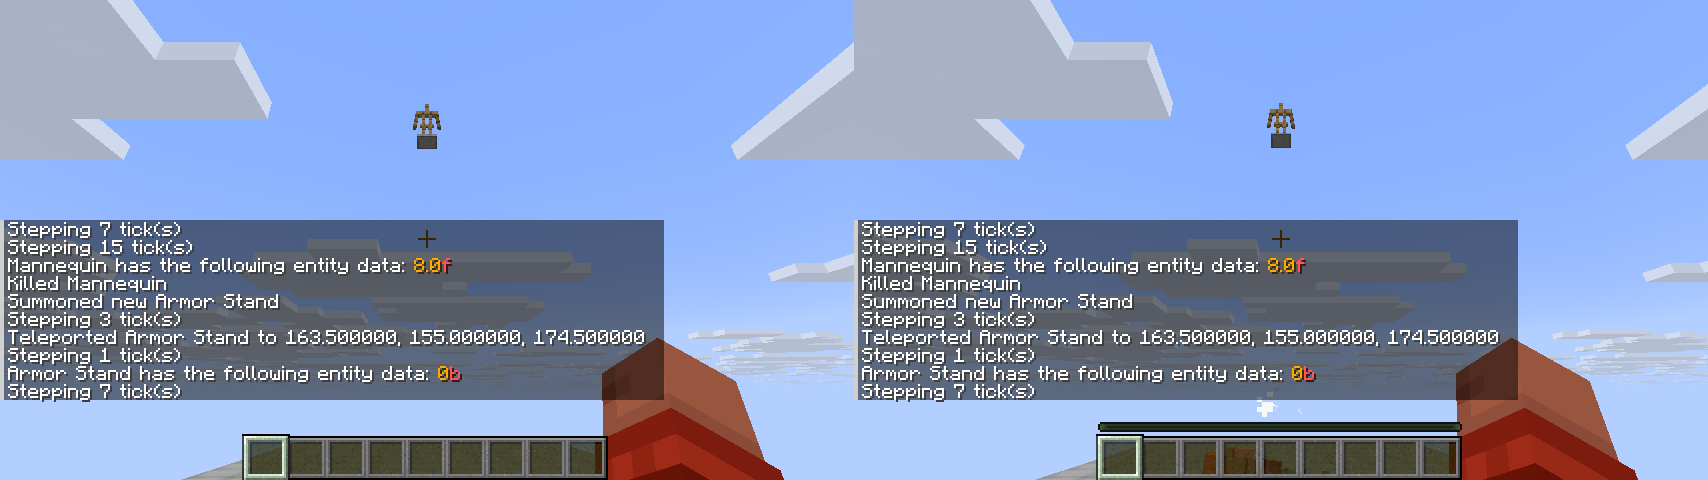 Stepping 7 tick(s)
Stepping 15 tick(s)
Mannequin has the following entity data: 8.0f
Killed Mannequin
Summoned new Armor Stand
Stepping 3 tick(s)
Teleported Armor Stand to 163.500000, 155.000000, 174.500000
Stepping 1 tick(s)
Armor Stand has the following entity data: 0b
Stepping 7 tick(s)
Stepping 7 tick(s)
Stepping 15 tick(s)
Mannequin has the following entity data: 8.0f
Killed Mannequin
Summoned new Armor Stand
Stepping 3 tick(s)
Teleported Armor Stand to 163.500000, 155.000000, 174.500000
Stepping 1 tick(s)
Armor Stand has the following entity data: 0b
Stepping 7 tick(s)